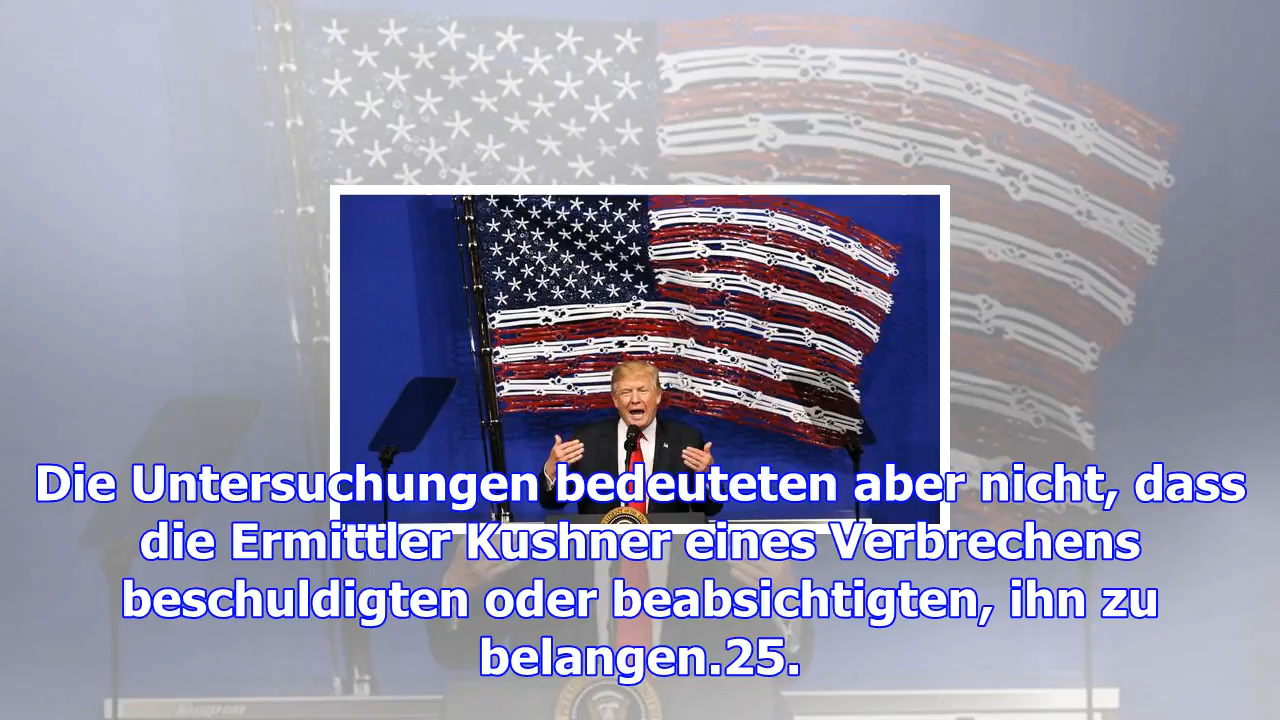 Die Untersuchungen bedeuteten aber nicht, dass
die Ermittler Kushner eines Verbrechens
beschuldigten oder beabsichtigten, ihn zu
belangen.25.